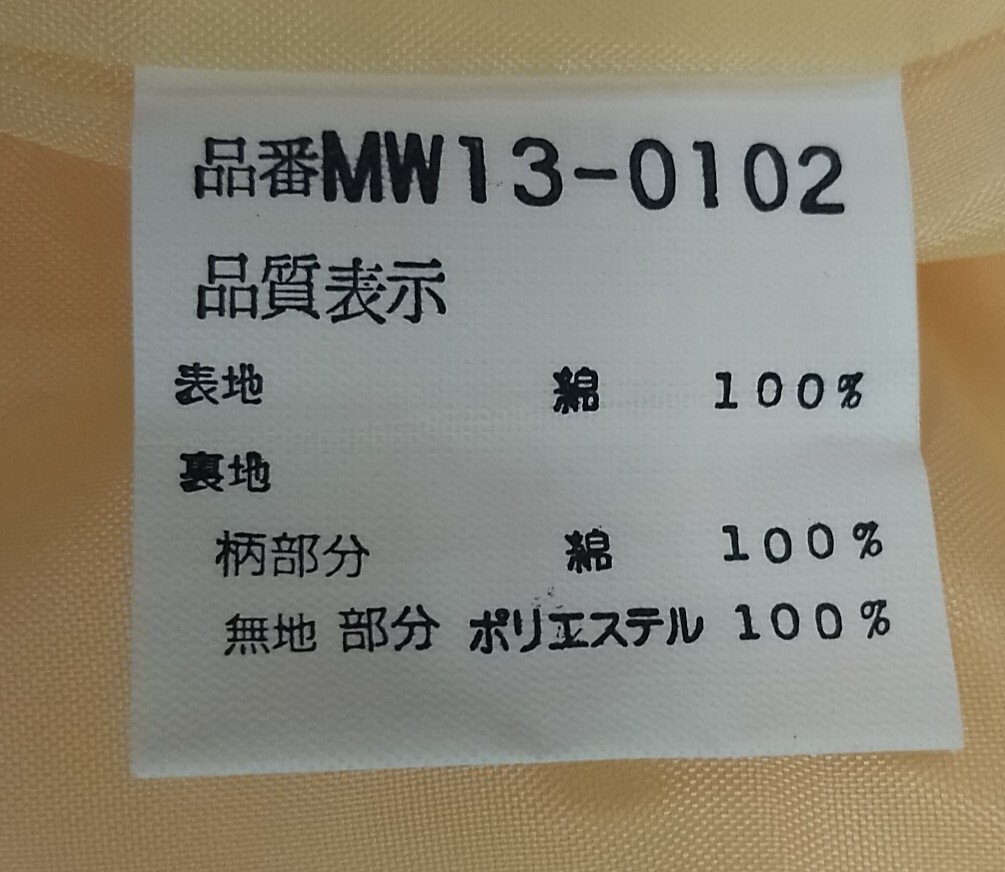 品番MW13-0102
品質表示
表地 綿 100%
裏地
柄部分 綿 100%
無地 部分 ポリエステル 100%